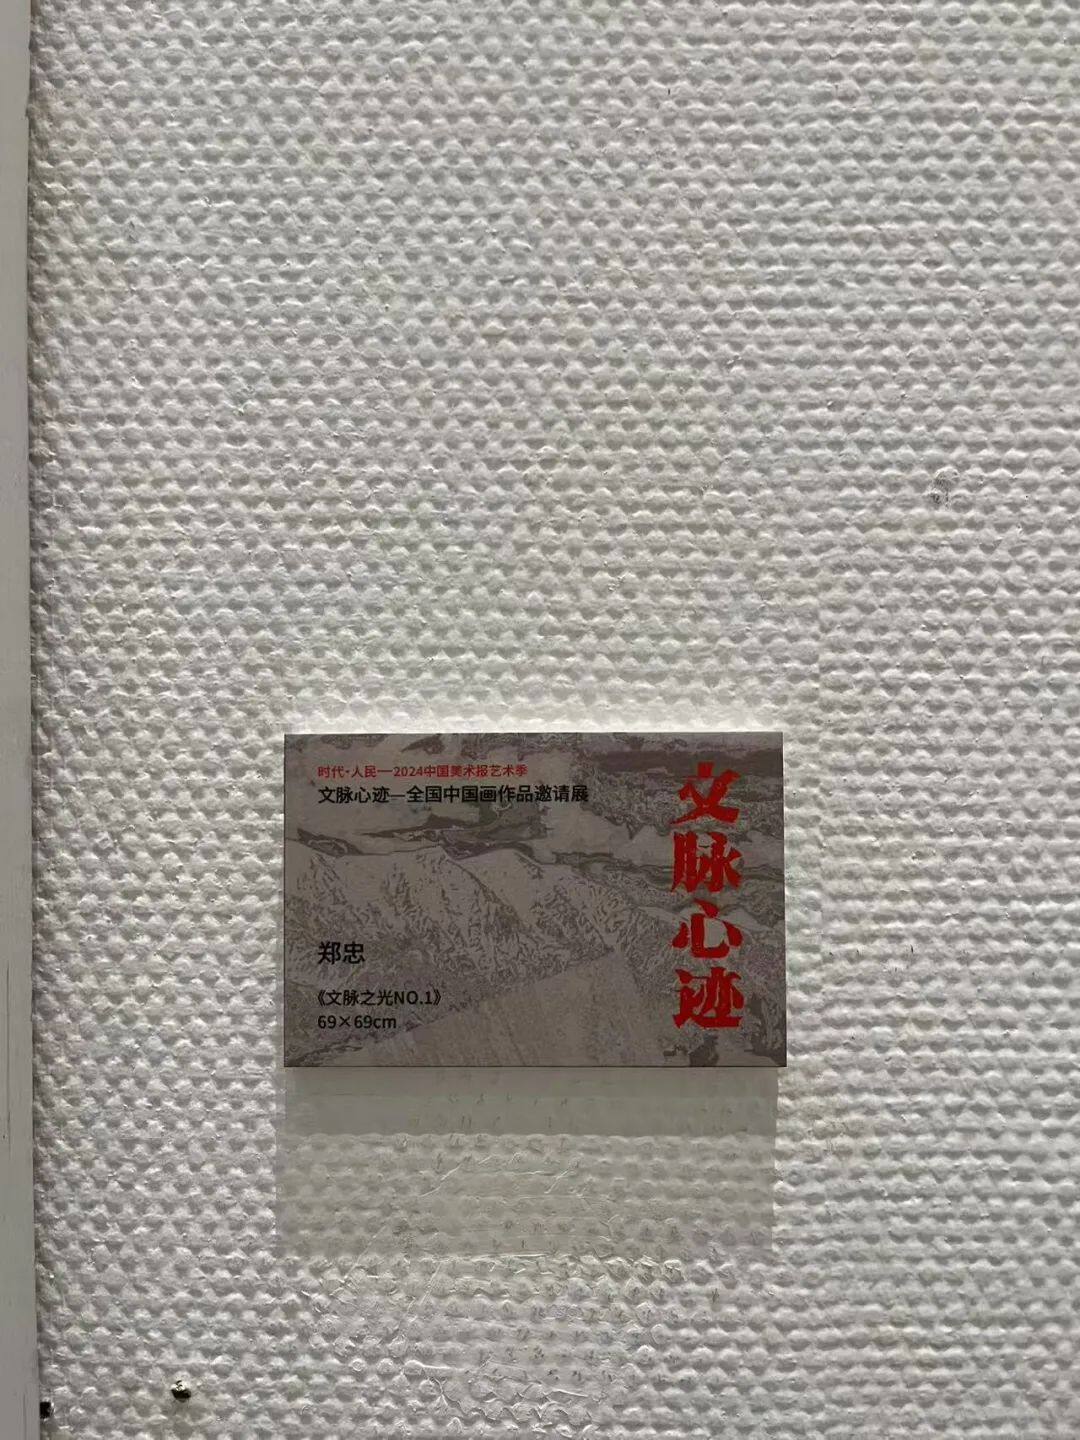 时代·人民—2024中国美术报艺术季
文脉心迹—全国中国画作品邀请展
郑忠
《文脉之光NO.1》
69×69cm
文脉心迹